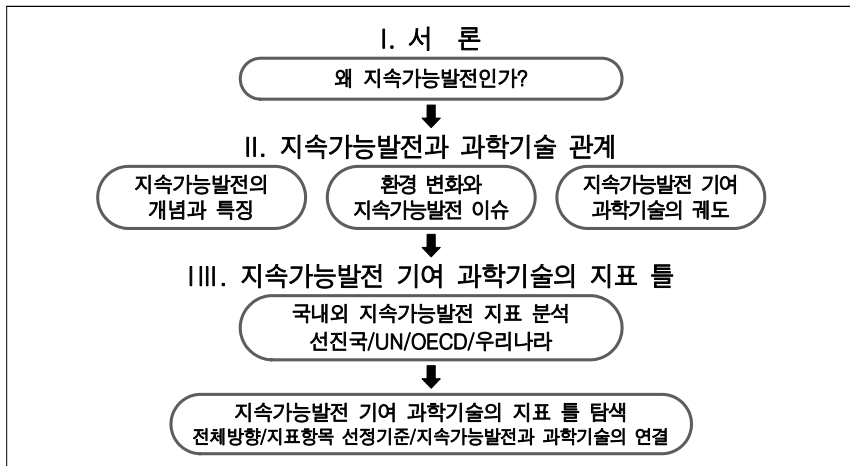 Ⅰ. 서 론
왜 지속가능발전인가?
Ⅱ. 지속가능발전과 과학기술 관계
지속가능발전의
개념과 특징
환경 변화와
지속가능발전 이슈
지속가능발전 기여
과학기술의 궤도
IIII. 지속가능발전 기여 과학기술의 지표 틀
국내외 지속가능발전 지표 분석
선진국/UN/OECD/우리나라
지속가능발전 기여 과학기술의 지표 틀 탐색
전체방향/지표항목 선정기준/지속가능발전과 과학기술의 연결